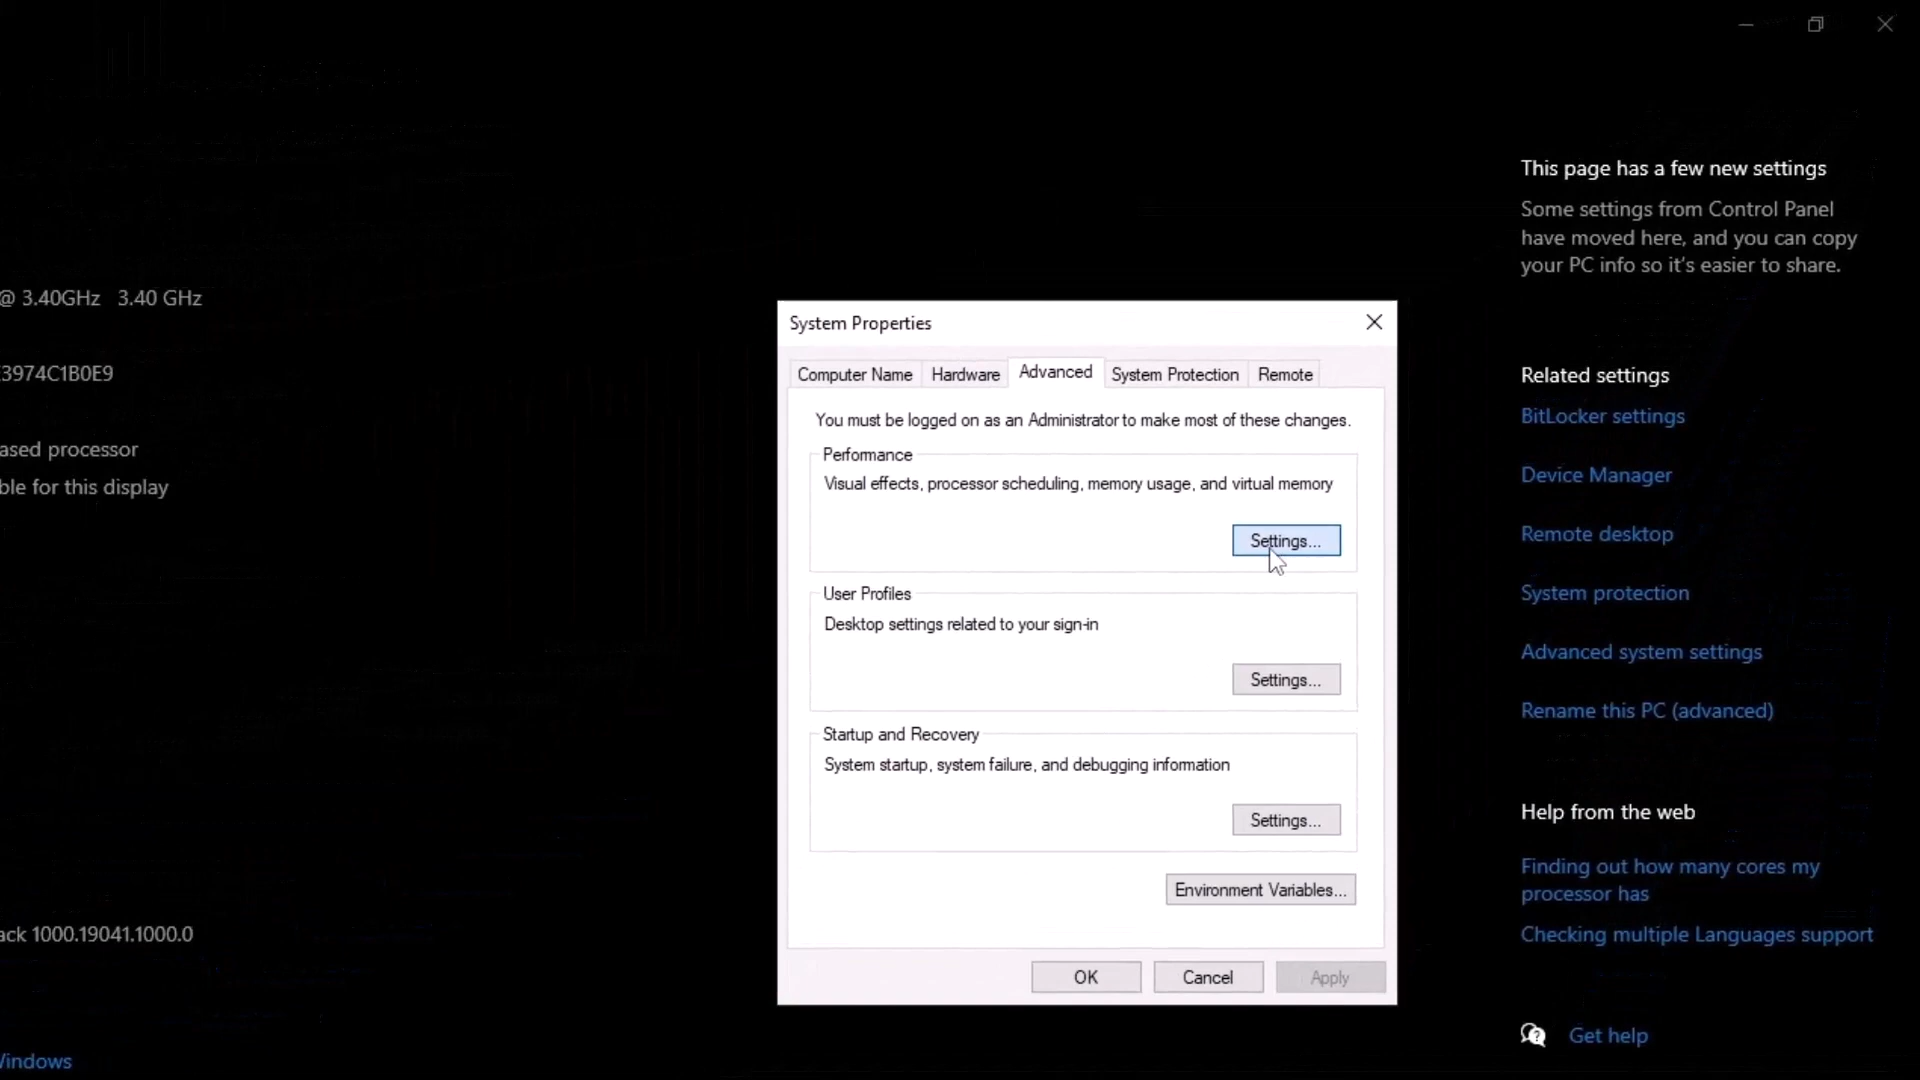 @ 3.40GHz 3.40 GHz
3974C1B0E9
ased processor
ble for this display
ack 1000.19041.1000.0
Windows
System Properties
Computer Name
Hardware
Advanced
System Protection
Remote
You must be logged on as an Administrator to make most of these changes.
Performance
Visual effects, processor scheduling, memory usage, and virtual memory
Settings...
User Profiles
Desktop settings related to your sign-in
Settings...
Startup and Recovery
System startup, system failure, and debugging information
Settings...
Environment Variables...
OK
Cancel
Apply
This page has a few new settings
Some settings from Control Panel
have moved here, and you can copy
your PC info so it's easier to share.
Related settings
BitLocker settings
Device Manager
Remote desktop
System protection
Advanced system settings
Rename this PC (advanced)
Help from the web
Finding out how many cores my
processor has
Checking multiple Languages support
Get help